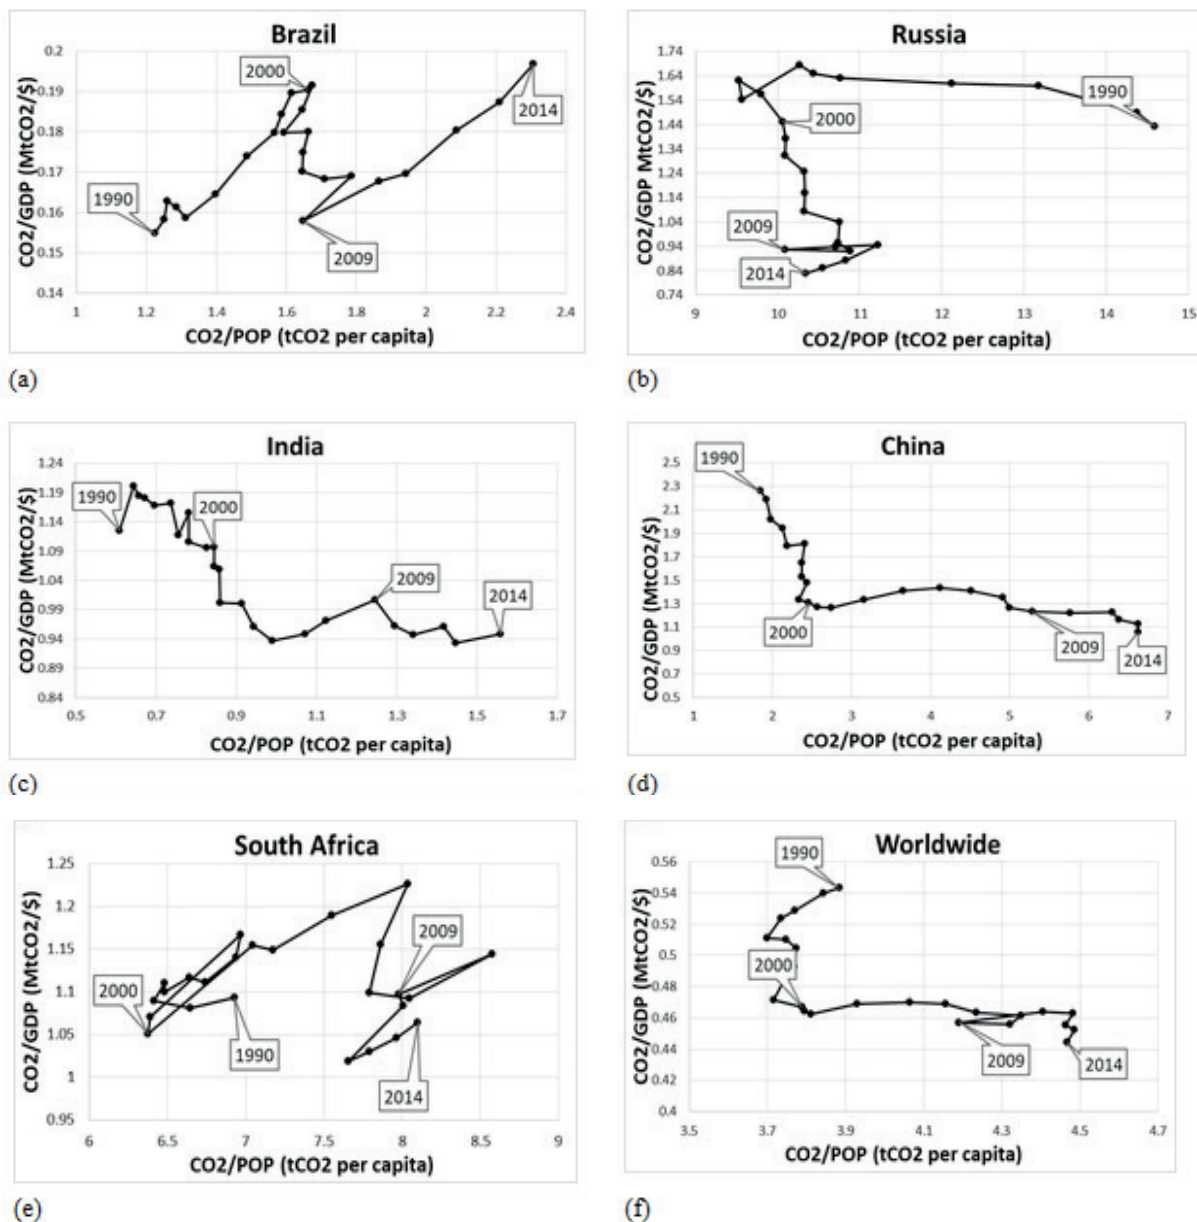 Brazil
CO2/GDP (MtCO2/$)
0.2
0.19
0.18
0.17
0.16
0.15
0.14
1990
2000
2009
2014
1 1.2 1.4 1.6 1.8 2 2.2 2.4
CO2/POP (tCO2 per capita)
(a)
Russia
CO2/GDP MtCO2/$)
1.74
1.64
1.54
1.44
1.34
1.24
1.14
1.04
0.94
0.84
0.74
1990
2000
2009
2014
9 10 11 12 13 14 15
CO2/POP (tCO2 per capita)
(b)
India
CO2/GDP (MtCO2/$)
1.24
1.19
1.14
1.09
1.04
0.99
0.94
0.89
0.84
1990
2000
2009
2014
0.5 0.7 0.9 1.1 1.3 1.5 1.7
CO2/POP (tCO2 per capita)
(c)
China
CO2/GDP (MtCO2/$)
2.5
2.3
2.1
1.9
1.7
1.5
1.3
1.1
0.9
0.7
0.5
1990
2000
2009
2014
1 2 3 4 5 6 7
CO2/POP (tCO2 per capita)
(d)
South Africa
CO2/GDP (MtCO2/$)
1.25
1.2
1.15
1.1
1.05
1
0.95
2009
2000
1990
2014
6 6.5 7 7.5 8 8.5 9
CO2/POP (tCO2 per capita)
(e)
Worldwide
CO2/GDP (MtCO2/$)
0.56
0.54
0.52
0.5
0.48
0.46
0.44
0.42
0.4
1990
2000
2009
2014
3.5 3.7 3.9 4.1 4.3 4.5 4.7
CO2/POP (tCO2 per capita)
(f)